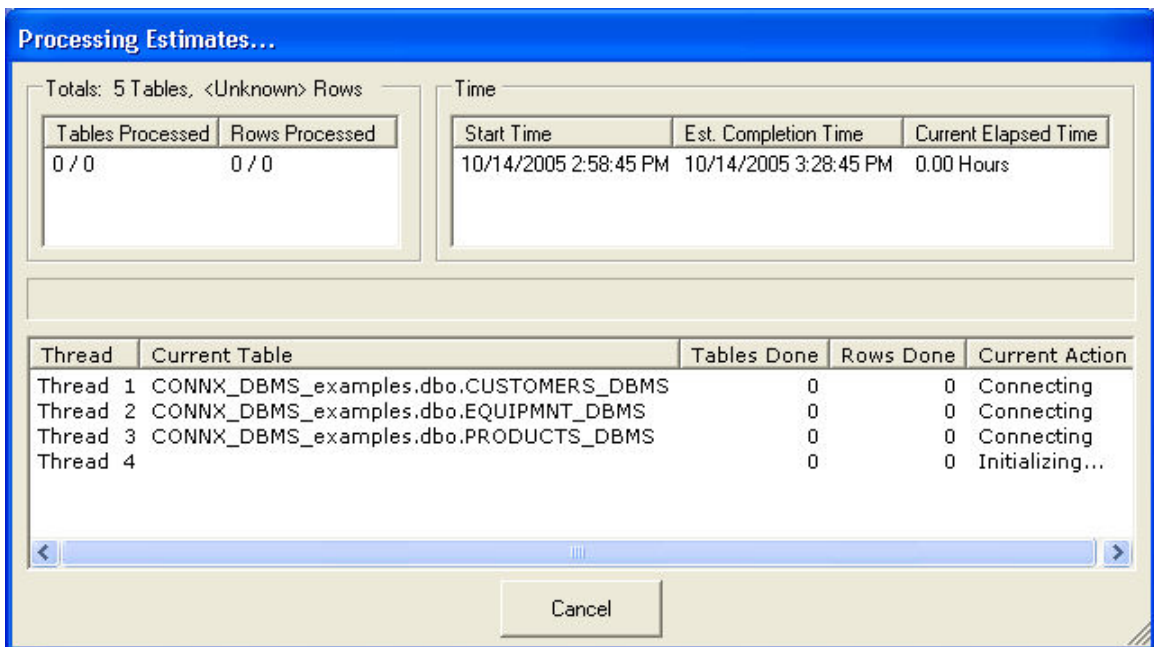 Processing Estimates...
Totals: 5 Tables, <Unknown> Rows
Tables Processed Rows Processed
0 / 0 0 / 0
Time
Start Time Est. Completion Time Current Elapsed Time
10/14/2005 2:58:45 PM 10/14/2005 3:28:45 PM 0.00 Hours
Thread Current Table Tables Done Rows Done Current Action
Thread 1 CONNX_DBMS_examples.dbo.CUSTOMERS_DBMS 0 0 Connecting
Thread 2 CONNX_DBMS_examples.dbo.EQUIPMNT_DBMS 0 0 Connecting
Thread 3 CONNX_DBMS_examples.dbo.PRODUCTS_DBMS 0 0 Connecting
Thread 4 0 0 Initializing...
Cancel